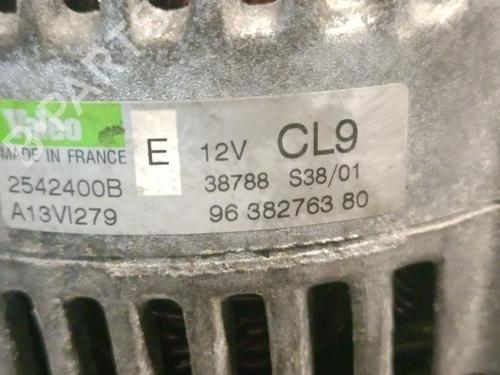 Valeo
MADE IN FRANCE E 12V CL9
2542400B 38788 S38/01
A13VI279 96 382763 80